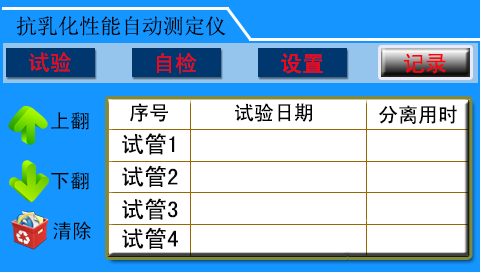 抗乳化性能自动测定仪
试验 自检 设置 记录
上翻
下翻
清除
序号 试验日期 分离用时
试管1
试管2
试管3
试管4